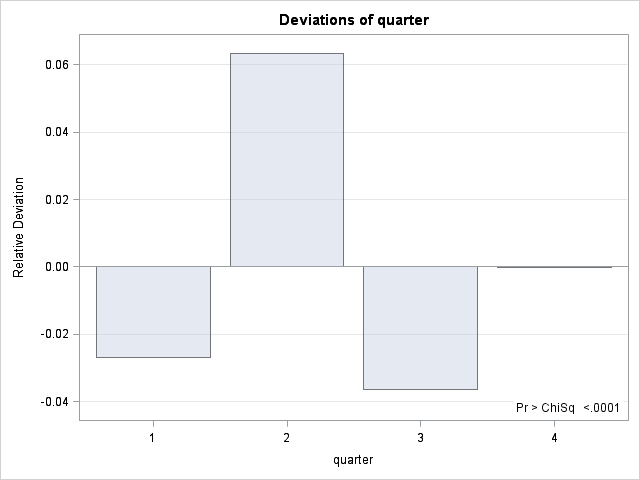 Deviations of quarter
Relative Deviation
0.06
0.04
0.02
0.00
-0.02
-0.04
Pr > ChiSq <.0001
1 2 3 4
quarter